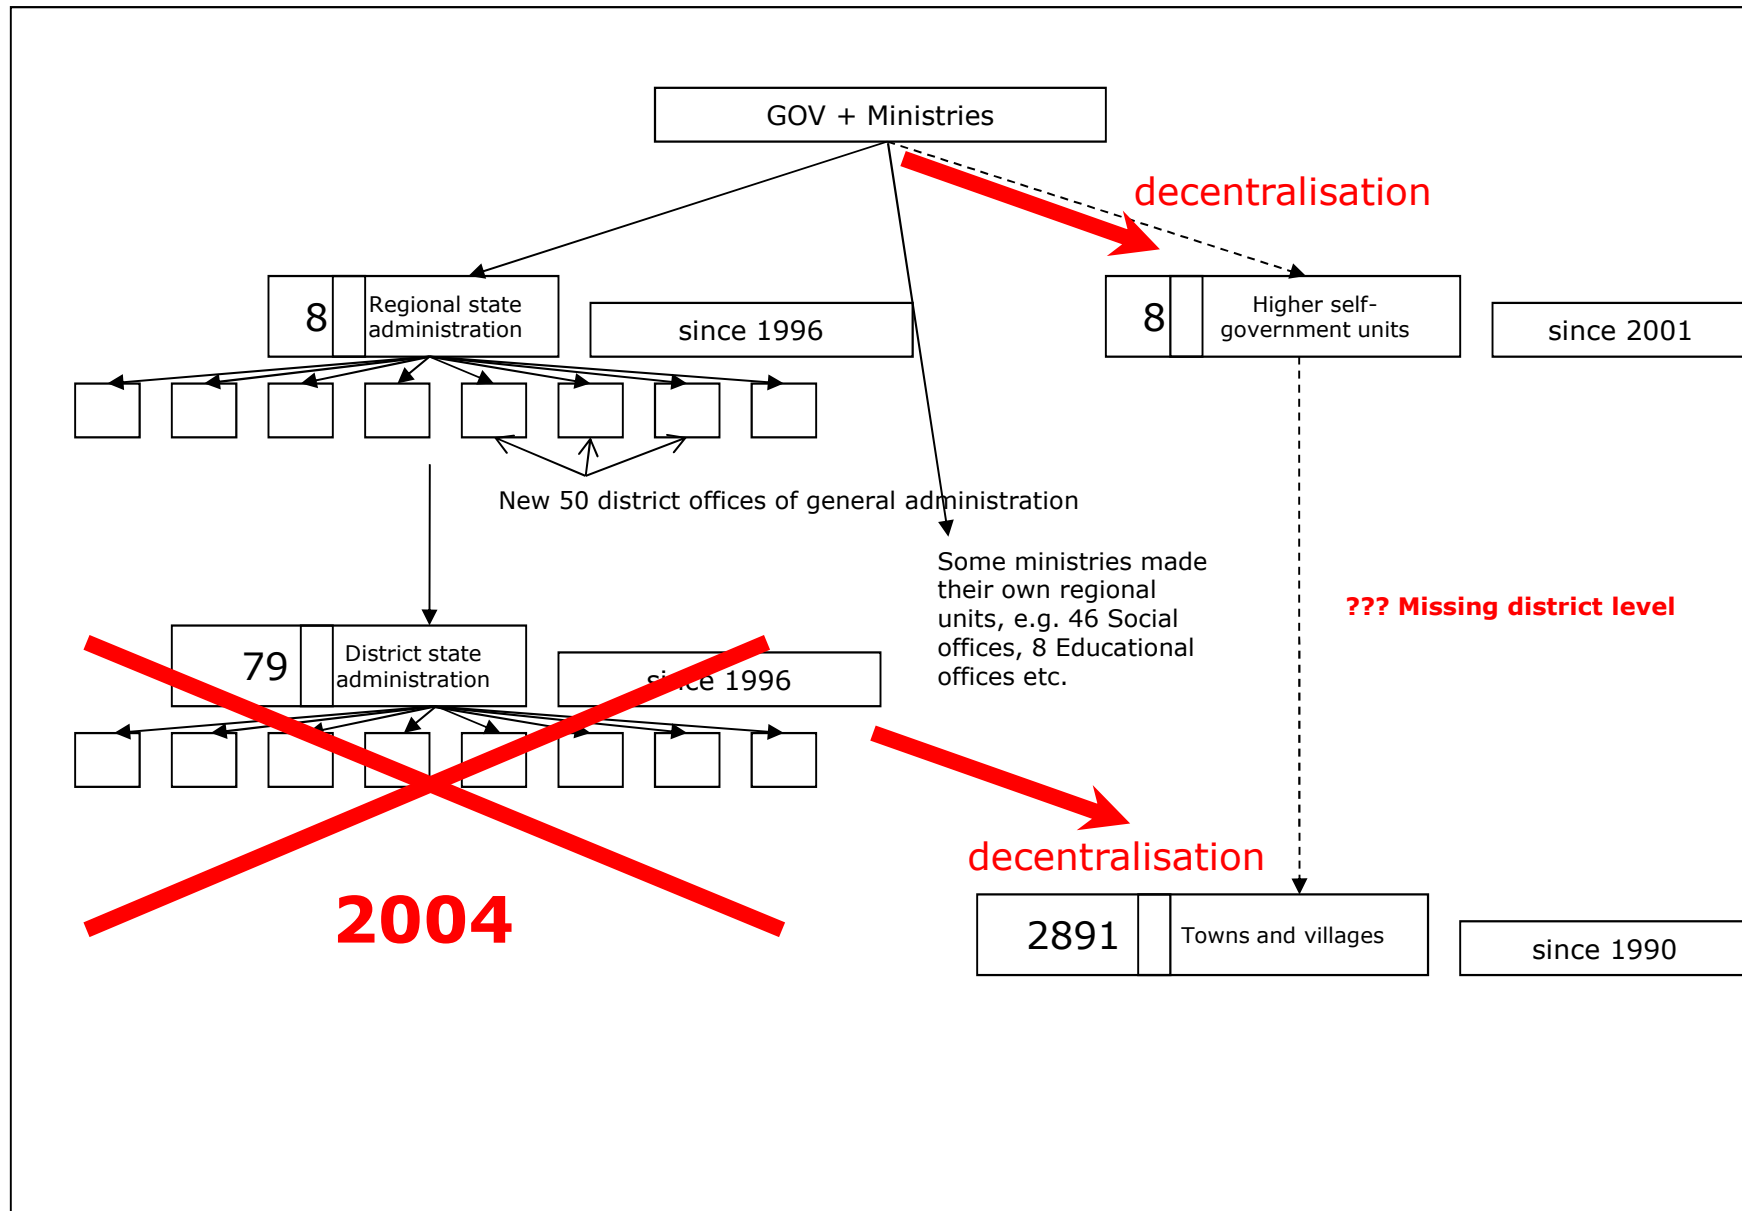 GOV + Ministries
decentralisation
8
Regional state
administration
since 1996
8
Higher self-
government units
since 2001
New 50 district offices of general administration
Some ministries made
their own regional
units, e.g. 46 Social
offices, 8 Educational
offices etc.
??? Missing district level
79
District state
administration
since 1996
decentralisation
2004
2891
Towns and villages
since 1990